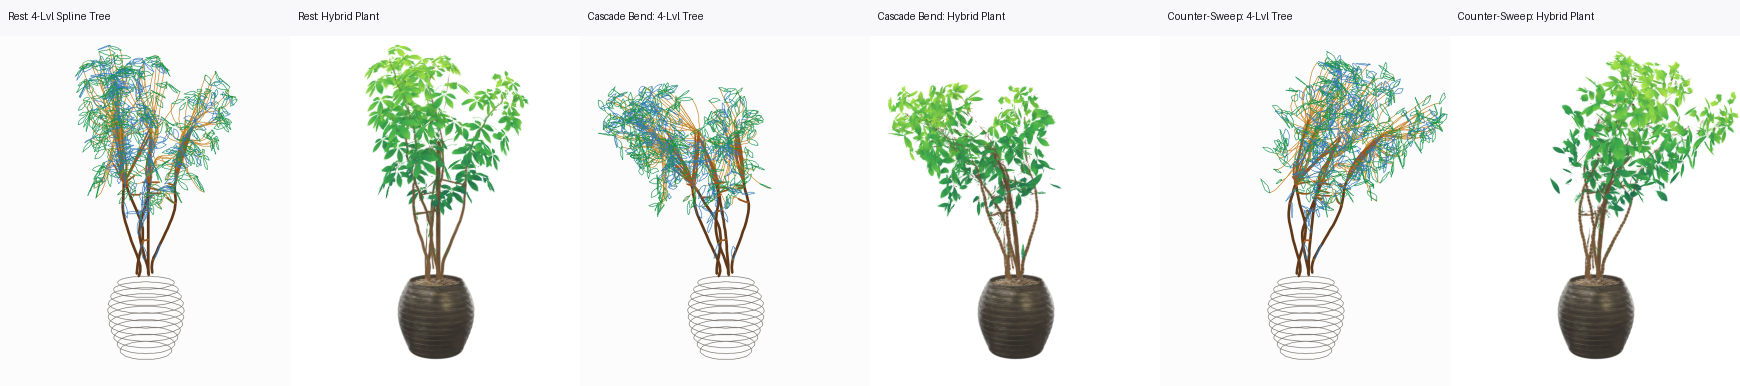 Rest: 4-Lvl Spline Tree
Rest: Hybrid Plant
Cascade Bend: 4-Lvl Tree
Cascade Bend: Hybrid Plant
Counter-Sweep: 4-Lvl Tree
Counter-Sweep: Hybrid Plant